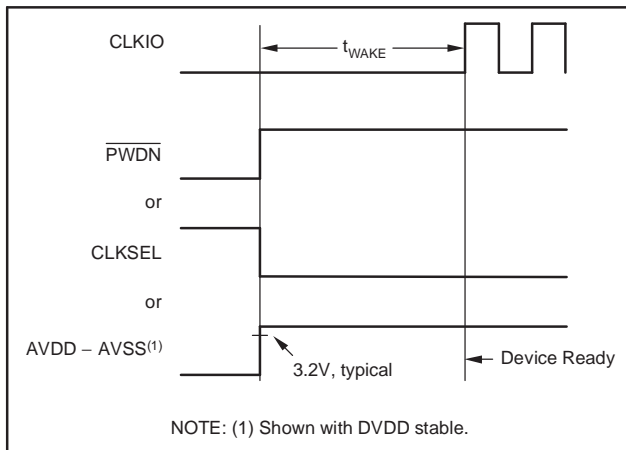 CLKIO
tWAKE
PWDN
or
CLKSEL
or
AVDD – AVSS(1)
3.2V, typical
Device Ready
NOTE: (1) Shown with DVDD stable.